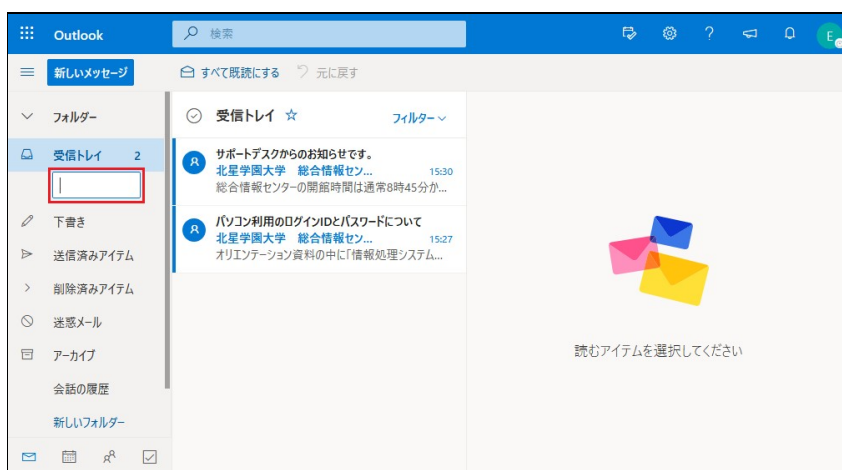 Outlook
検索
?
E
新しいメッセージ
すべて既読にする
元に戻す
フォルダー
受信トレイ 2
下書き
送信済みアイテム
削除済みアイテム
迷惑メール
アーカイブ
会話の履歴
新しいフォルダー
受信トレイ ☆
フィルター
サポートデスクからのお知らせです。
北星学園大学 総合情報セン... 15:30
総合情報センターの開館時間は通常8時45分か...
パソコン利用のログインIDとパスワードについて
北星学園大学 総合情報セン... 15:27
オリエンテーション資料の中に「情報処理システム...
読むアイテムを選択してください